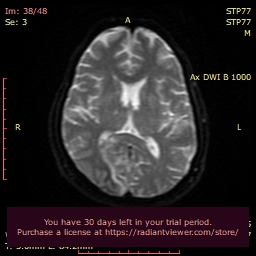 Im: 38/48
Se: 3
STP77
STP77
M
A
Ax DWI B 1000
R
L
You have 30 days left in your trial period.
Purchase a license at https://radiantviewer.com/store/